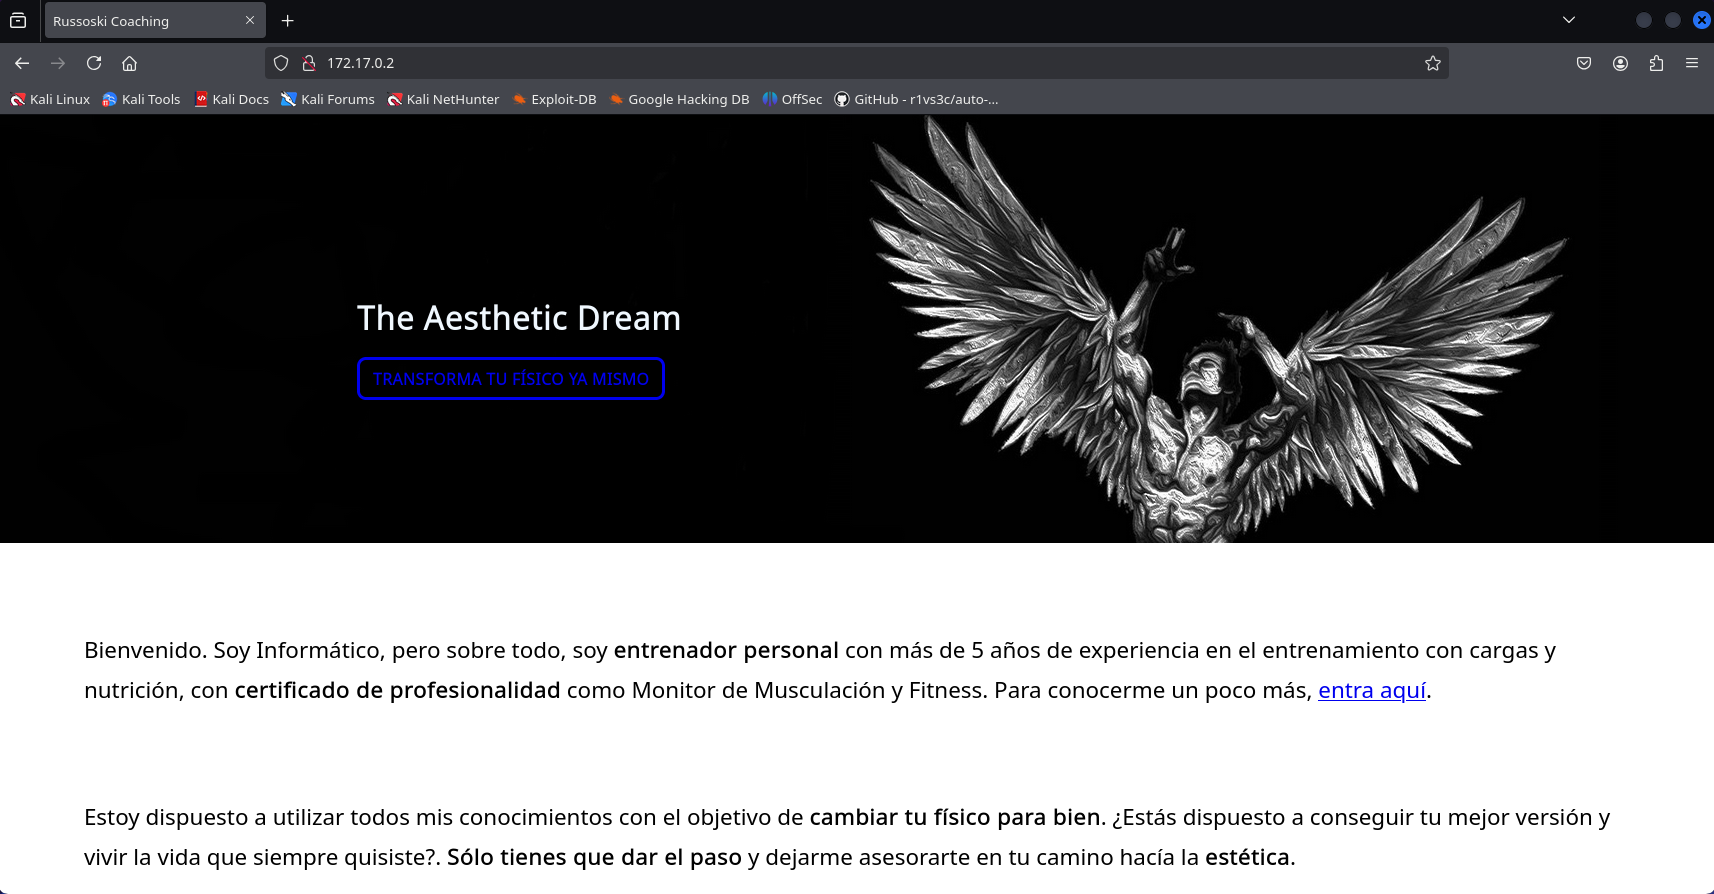 Russoski Coaching
172.17.0.2
Kali Linux Kali Tools Kali Docs Kali Forums Kali NetHunter Exploit-DB Google Hacking DB OffSec GitHub - r1vs3c/auto-...
The Aesthetic Dream
TRANSFORMA TU FÍSICO YA MISMO
Bienvenido. Soy Informático, pero sobre todo, soy entrenador personal con más de 5 años de experiencia en el entrenamiento con cargas y
nutrición, con certificado de profesionalidad como Monitor de Musculación y Fitness. Para conocerme un poco más, entra aquí.
Estoy dispuesto a utilizar todos mis conocimientos con el objetivo de cambiar tu físico para bien. ¿Estás dispuesto a conseguir tu mejor versión y
vivir la vida que siempre quisiste?. Sólo tienes que dar el paso y dejarme asesorarte en tu camino hacía la estética.